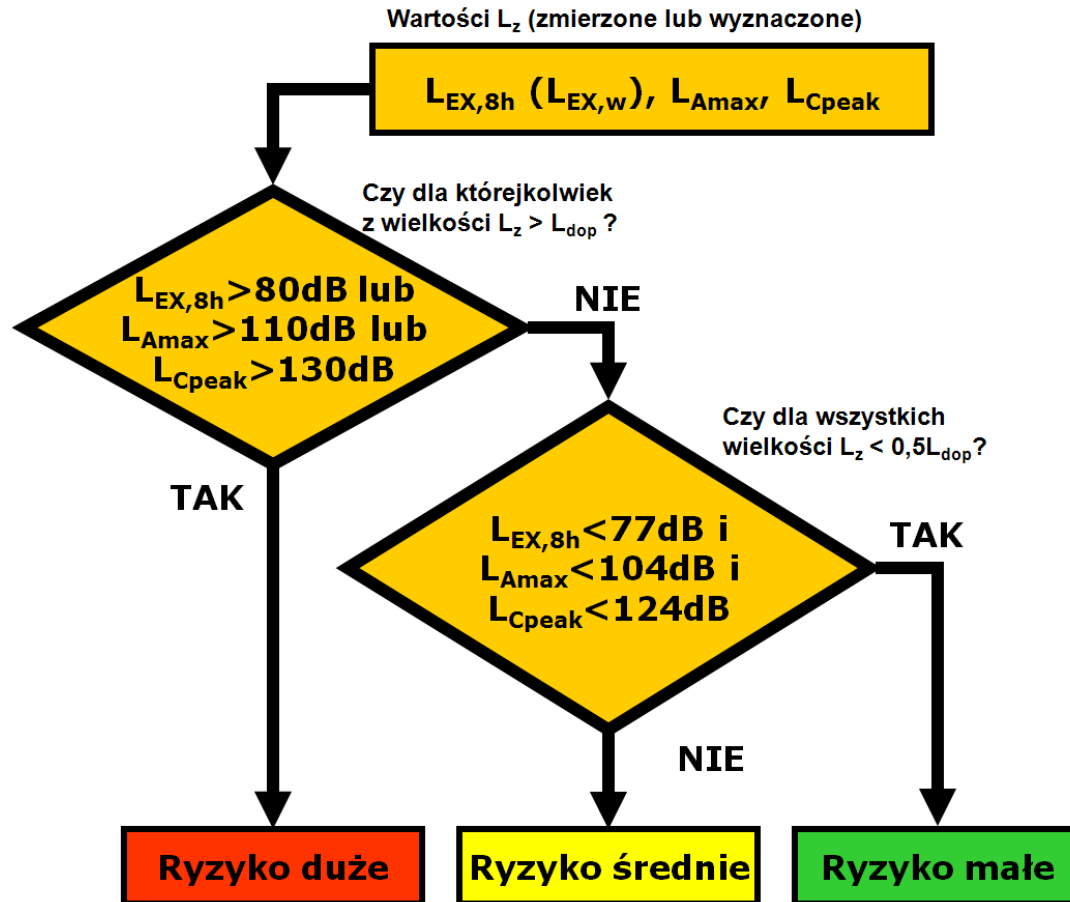 Wartości Lz (zmierzone lub wyznaczone)
LEX,8h (LEX,w), LAmax, LCpeak
Czy dla którejkolwiek
z wielkości Lz > Ldop ?
LEX,8h>80dB lub
LAmax>110dB lub
LCpeak>130dB
NIE
TAK
Czy dla wszystkich
wielkości Lz < 0,5Ldop?
LEX,8h<77dB i
LAmax<104dB i
LCpeak<124dB
TAK
NIE
Ryzyko duże
Ryzyko średnie
Ryzyko małe